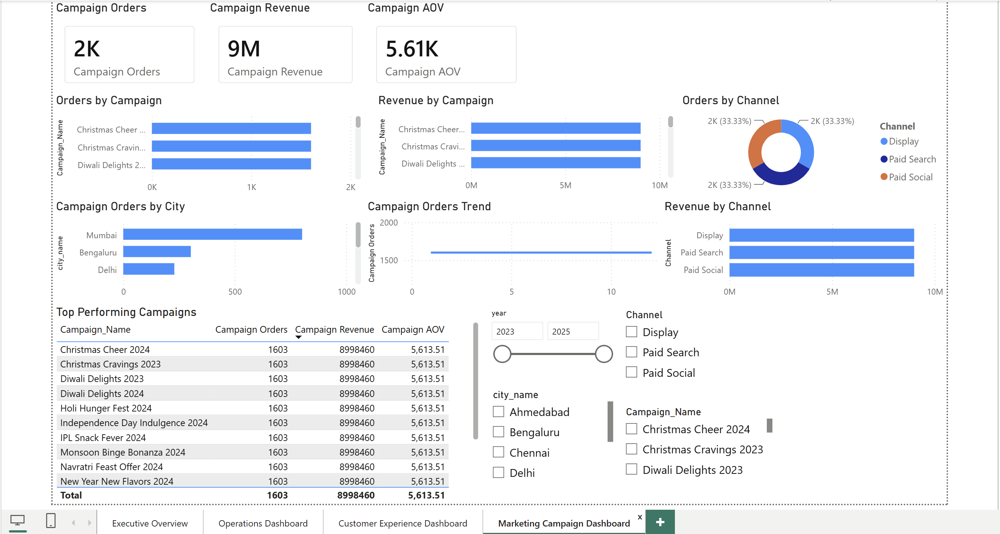 Campaign Orders
Campaign Revenue
Campaign AOV
2K
Campaign Orders
9M
Campaign Revenue
5.61K
Campaign AOV
Orders by Campaign
Campaign_Name
Christmas Cheer ...
Christmas Cravin...
Diwali Delights 2...
0K 1K 2K
Revenue by Campaign
Campaign_Name
Christmas Cheer...
Christmas Cravi...
Diwali Delights ...
0M 5M 10M
Orders by Channel
2K (33.33%)
2K (33.33%)
2K (33.33%)
Channel
Display
Paid Search
Paid Social
Campaign Orders by City
city_name
Mumbai
Bengaluru
Delhi
0 500 1000
Campaign Orders Trend
Campaign Orders
2000
1500
0 5 10
Revenue by Channel
Channel
Display
Paid Search
Paid Social
0M 5M 10M
Top Performing Campaigns
Campaign_Name Campaign Orders Campaign Revenue Campaign AOV
Christmas Cheer 2024 1603 8998460 5,613.51
Christmas Cravings 2023 1603 8998460 5,613.51
Diwali Delights 2023 1603 8998460 5,613.51
Diwali Delights 2024 1603 8998460 5,613.51
Holi Hunger Fest 2024 1603 8998460 5,613.51
Independence Day Indulgence 2024 1603 8998460 5,613.51
IPL Snack Fever 2024 1603 8998460 5,613.51
Monsoon Binge Bonanza 2024 1603 8998460 5,613.51
Navratri Feast Offer 2024 1603 8998460 5,613.51
New Year New Flavors 2024 1603 8998460 5,613.51
Total 1603 8998460 5,613.51
year
2023 2025
Channel
Display
Paid Search
Paid Social
city_name
Ahmedabad
Bengaluru
Chennai
Delhi
Campaign_Name
Christmas Cheer 2024
Christmas Cravings 2023
Diwali Delights 2023
Executive Overview
Operations Dashboard
Customer Experience Dashboard
Marketing Campaign Dashboard
x
+